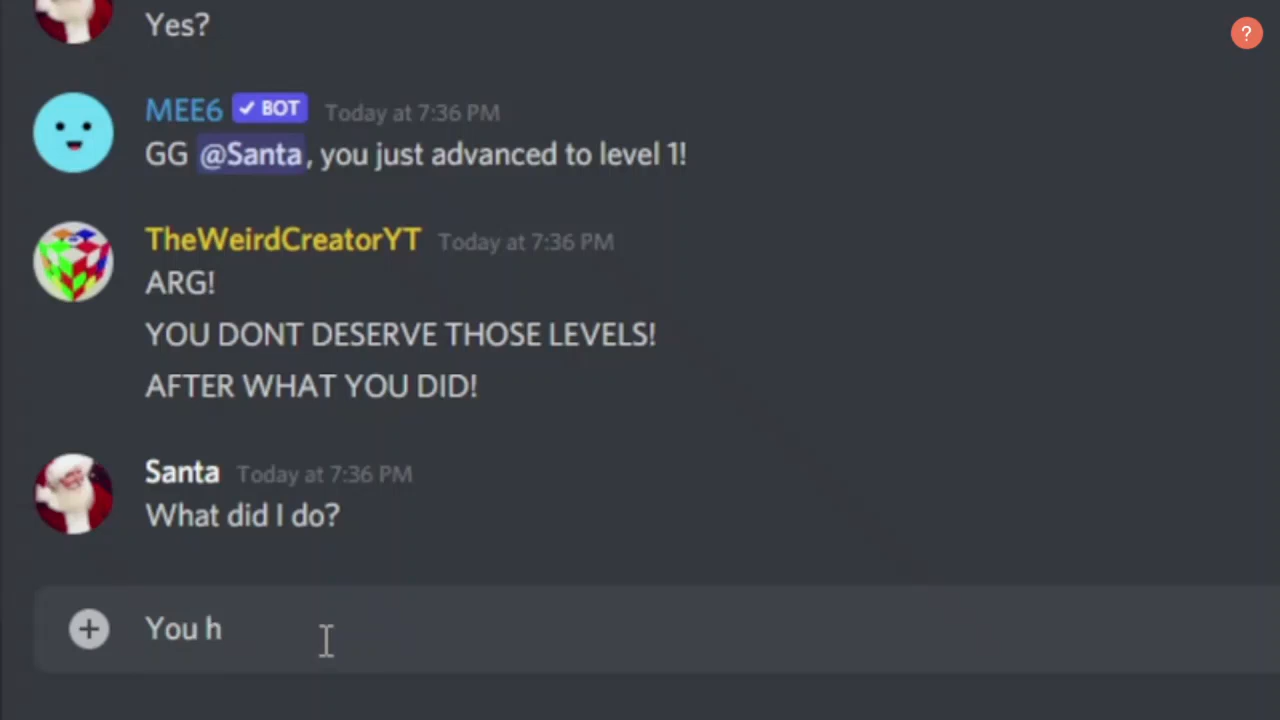 Yes?
MEE6 ✓ BOT Today at 7:36 PM
GG @Santa, you just advanced to level 1!
TheWeirdCreatorYT Today at 7:36 PM
ARG!
YOU DONT DESERVE THOSE LEVELS!
AFTER WHAT YOU DID!
Santa Today at 7:36 PM
What did I do?
You h
?